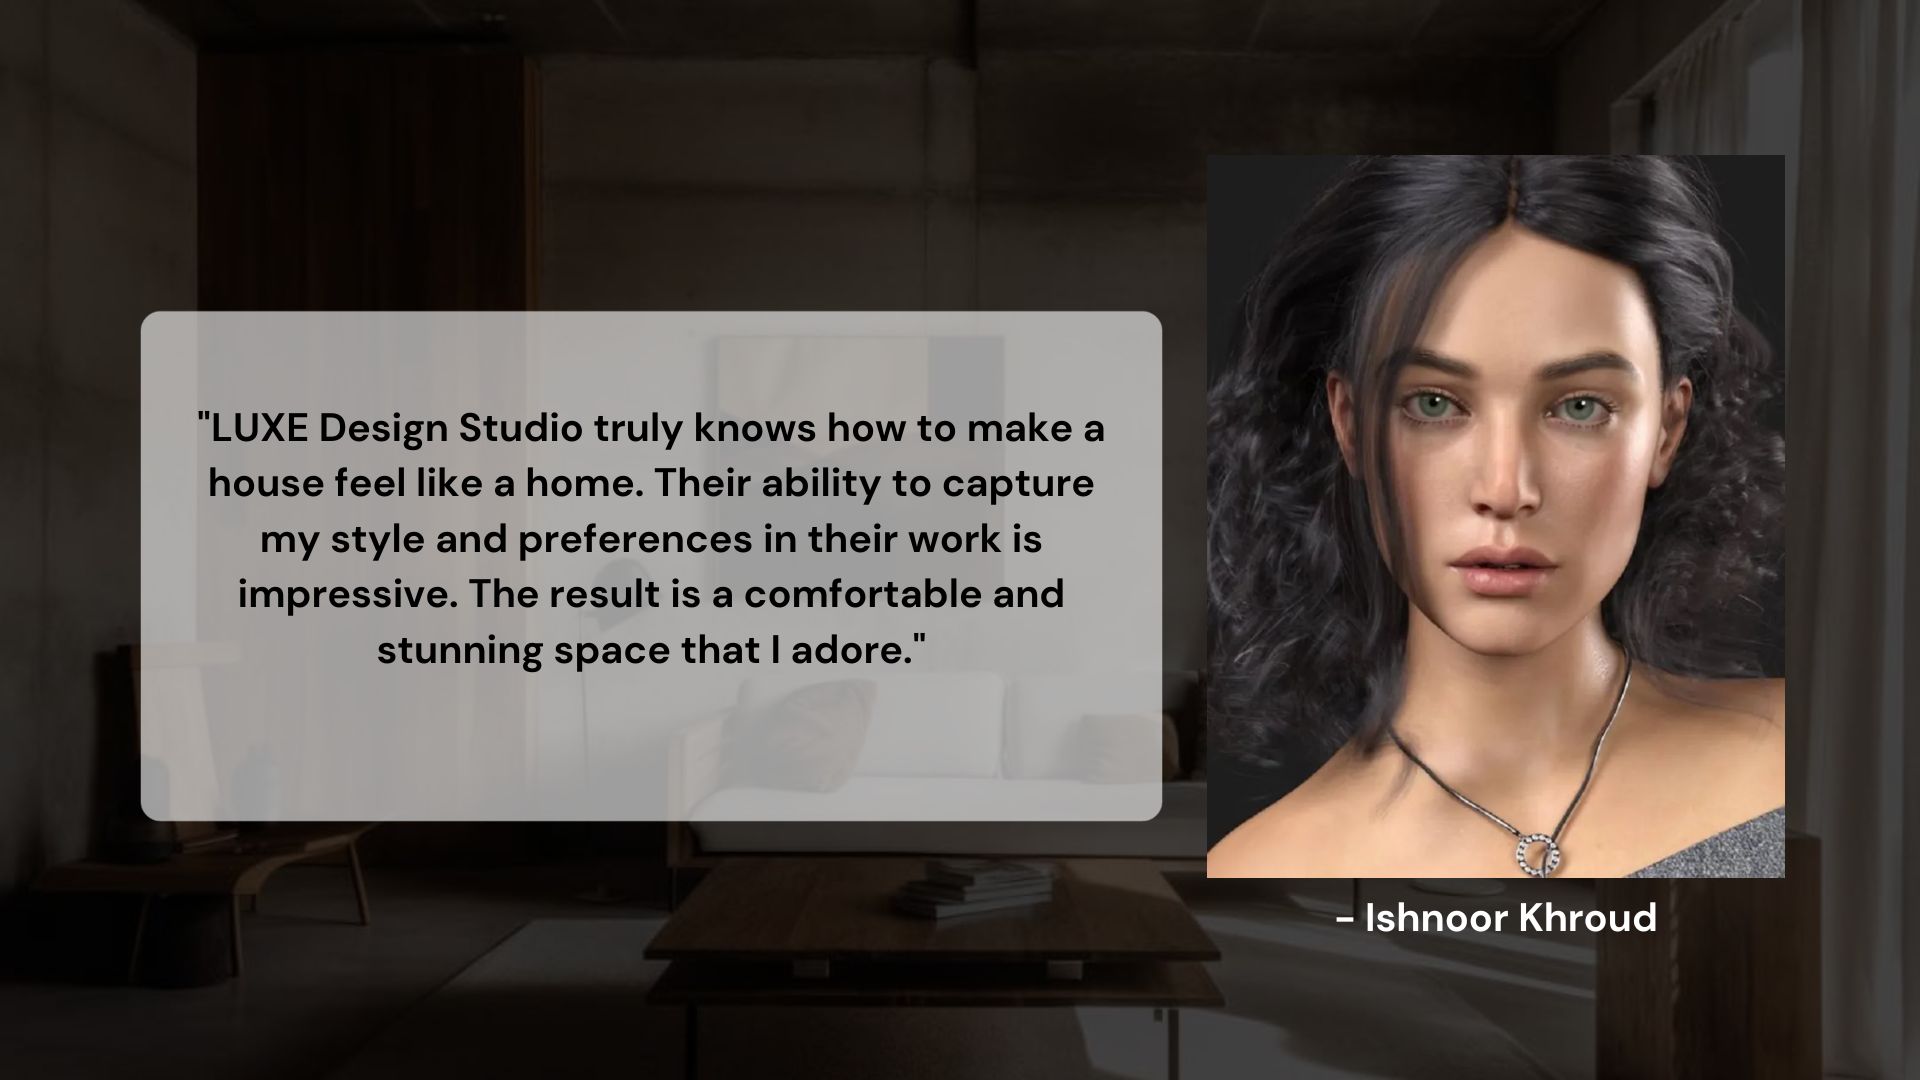 "LUXE Design Studio truly knows how to make a
house feel like a home. Their ability to capture
my style and preferences in their work is
impressive. The result is a comfortable and
stunning space that I adore."
– Ishnoor Khroud